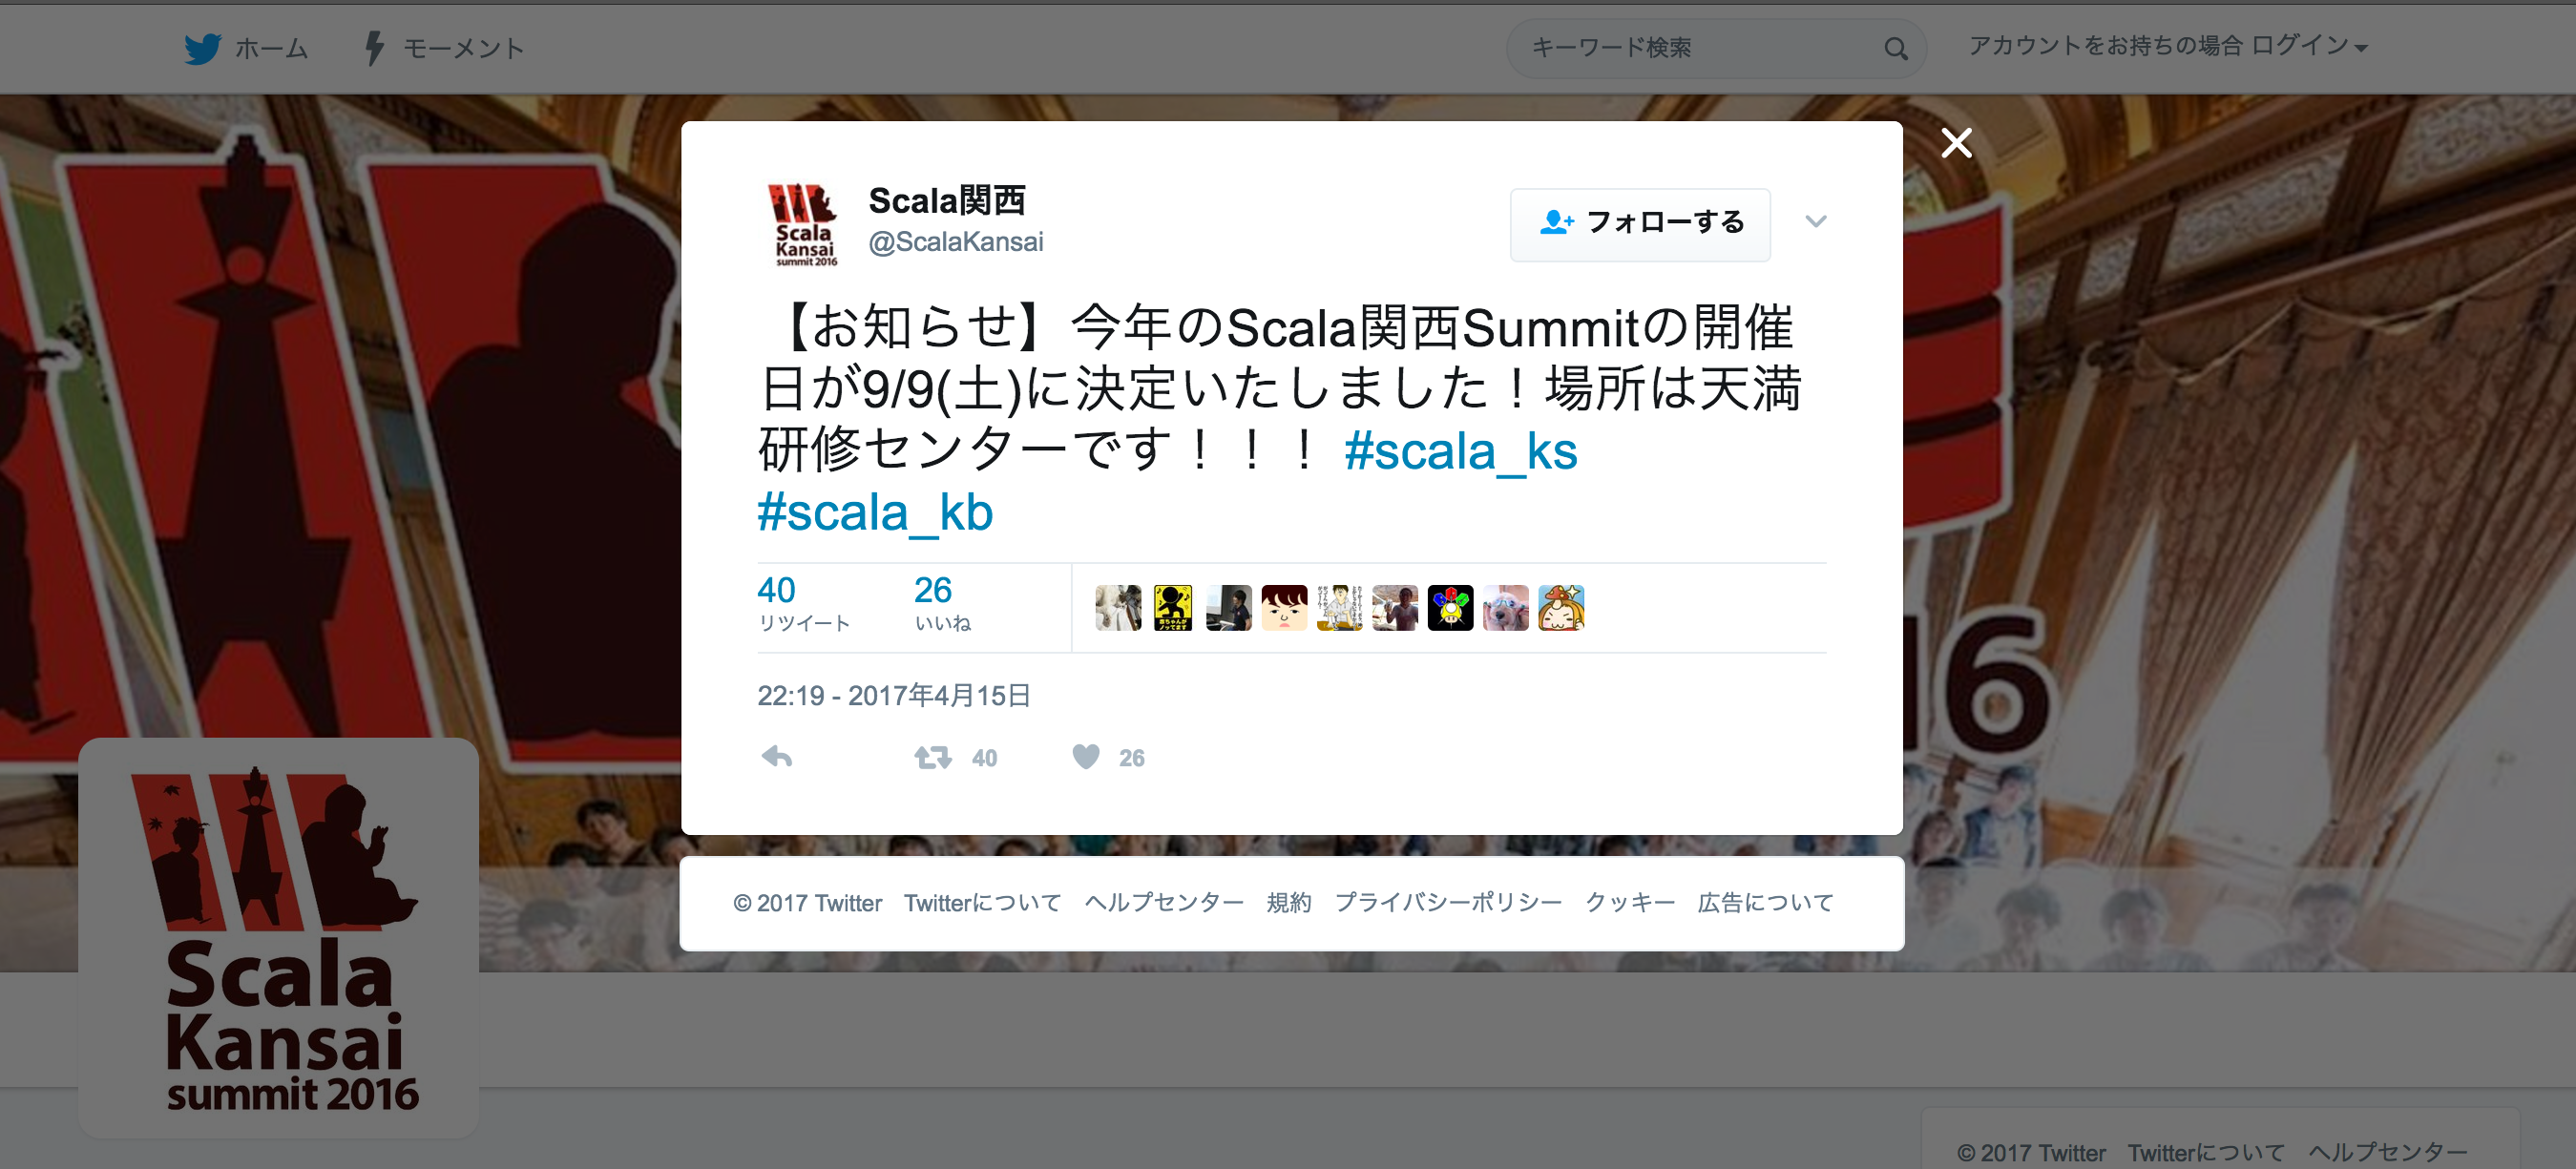 ホーム
モーメント
キーワード検索
アカウントをお持ちの場合 ログイン
Scala
Kansai
summit 2016
Scala関西
@ScalaKansai
フォローする
【お知らせ】今年のScala関西Summitの開催
日が9/9(土)に決定いたしました！場所は天満
研修センターです！！！ #scala_ks
#scala_kb
40
リツイート
26
いいね
22:19 - 2017年4月15日
40
26
16
© 2017 Twitter Twitterについて ヘルプセンター 規約 プライバシーポリシー クッキー 広告について
Scala
Kansai
summit 2016
© 2017 Twitter Twitterについて ヘルプセンター